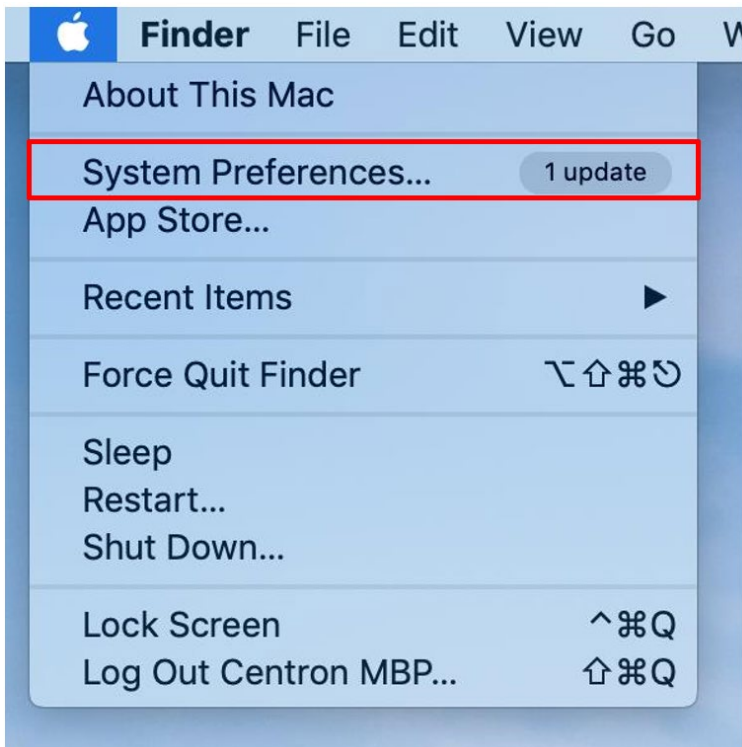 Finder File Edit View Go
About This Mac
System Preferences... 1 update
App Store...
Recent Items ▶
Force Quit Finder ⌥⇧⌘⎋
Sleep
Restart...
Shut Down...
Lock Screen ^⌘Q
Log Out Centron MBP... ⇧⌘Q